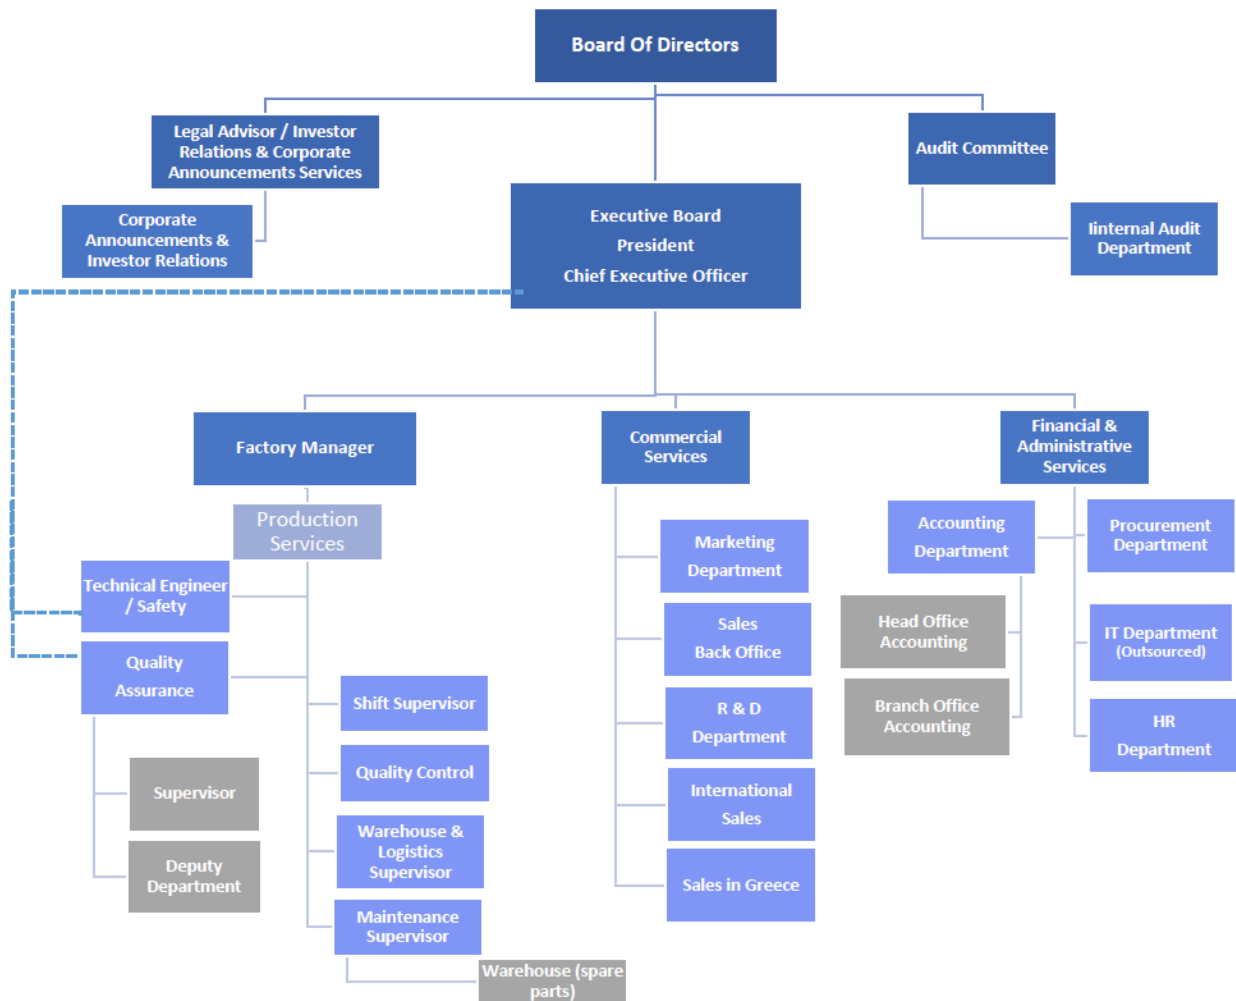 Board Of Directors
Legal Advisor / Investor
Relations & Corporate
Announcements Services
Audit Committee
Corporate
Announcements &
Investor Relations
Executive Board
President
Chief Executive Officer
Iinternal Audit
Department
Factory Manager
Commercial
Services
Financial &
Administrative
Services
Production
Services
Technical Engineer
/ Safety
Quality
Assurance
Supervisor
Deputy
Department
Shift Supervisor
Quality Control
Warehouse &
Logistics
Supervisor
Maintenance
Supervisor
Warehouse (spare
parts)
Marketing
Department
Sales
Back Office
R & D
Department
International
Sales
Sales in Greece
Accounting
Department
Head Office
Accounting
Branch Office
Accounting
Procurement
Department
IT Department
(Outsourced)
HR
Department